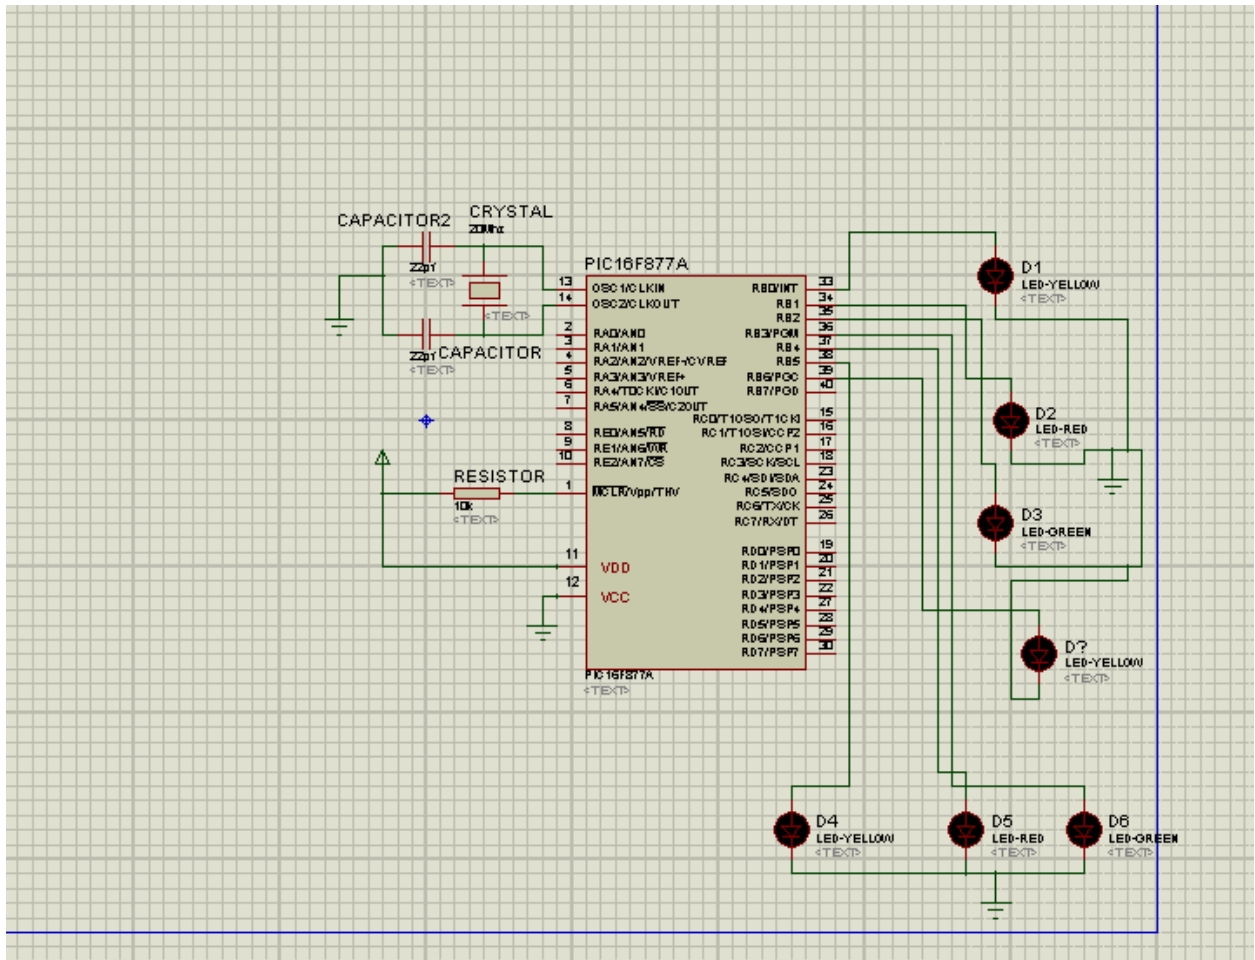 CAPACITOR2
22pY
<TEXT>
CRYSTAL
20Mhz
<TEXT>
CAPACITOR
22pY
<TEXT>
RESISTOR
10k
<TEXT>
PIC16F877A
13 OSC1/CLKIN
14 OSC2/CLKOUT
2 RA0/AN0
3 RA1/AN1
4 RA2/AN2/VREF-/CVREF
5 RA3/AN3/VREF+
6 RA4/T0CKI/C1OUT
7 RA5/AN4/SS/C2OUT
8 RE0/AN5/RD
9 RE1/AN6/WR
10 RE2/AN7/CS
1 MCLR/Vpp/THV
11 VDD
12 VCC
RB0/INT 33
RB1 34
RB2 35
RB3/PGM 36
RB4 37
RB5 38
RB6/PGC 39
RB7/PGD 40
RC0/T1OSO/T1CKI 15
RC1/T1OSI/CCP2 16
RC2/CCP1 17
RC3/SCK/SCL 18
RC4/SDI/SDA 23
RC5/SDO 24
RC6/TX/CK 25
RC7/RX/DT 26
RD0/PSP0 19
RD1/PSP1 20
RD2/PSP2 21
RD3/PSP3 22
RD4/PSP4 27
RD5/PSP5 28
RD6/PSP6 29
RD7/PSP7 30
PIC16F877A
<TEXT>
D1
LED-YELLOW
<TEXT>
D2
LED-RED
<TEXT>
D3
LED-GREEN
<TEXT>
D?
LED-YELLOW
<TEXT>
D4
LED-YELLOW
<TEXT>
D5
LED-RED
<TEXT>
D6
LED-GREEN
<TEXT>